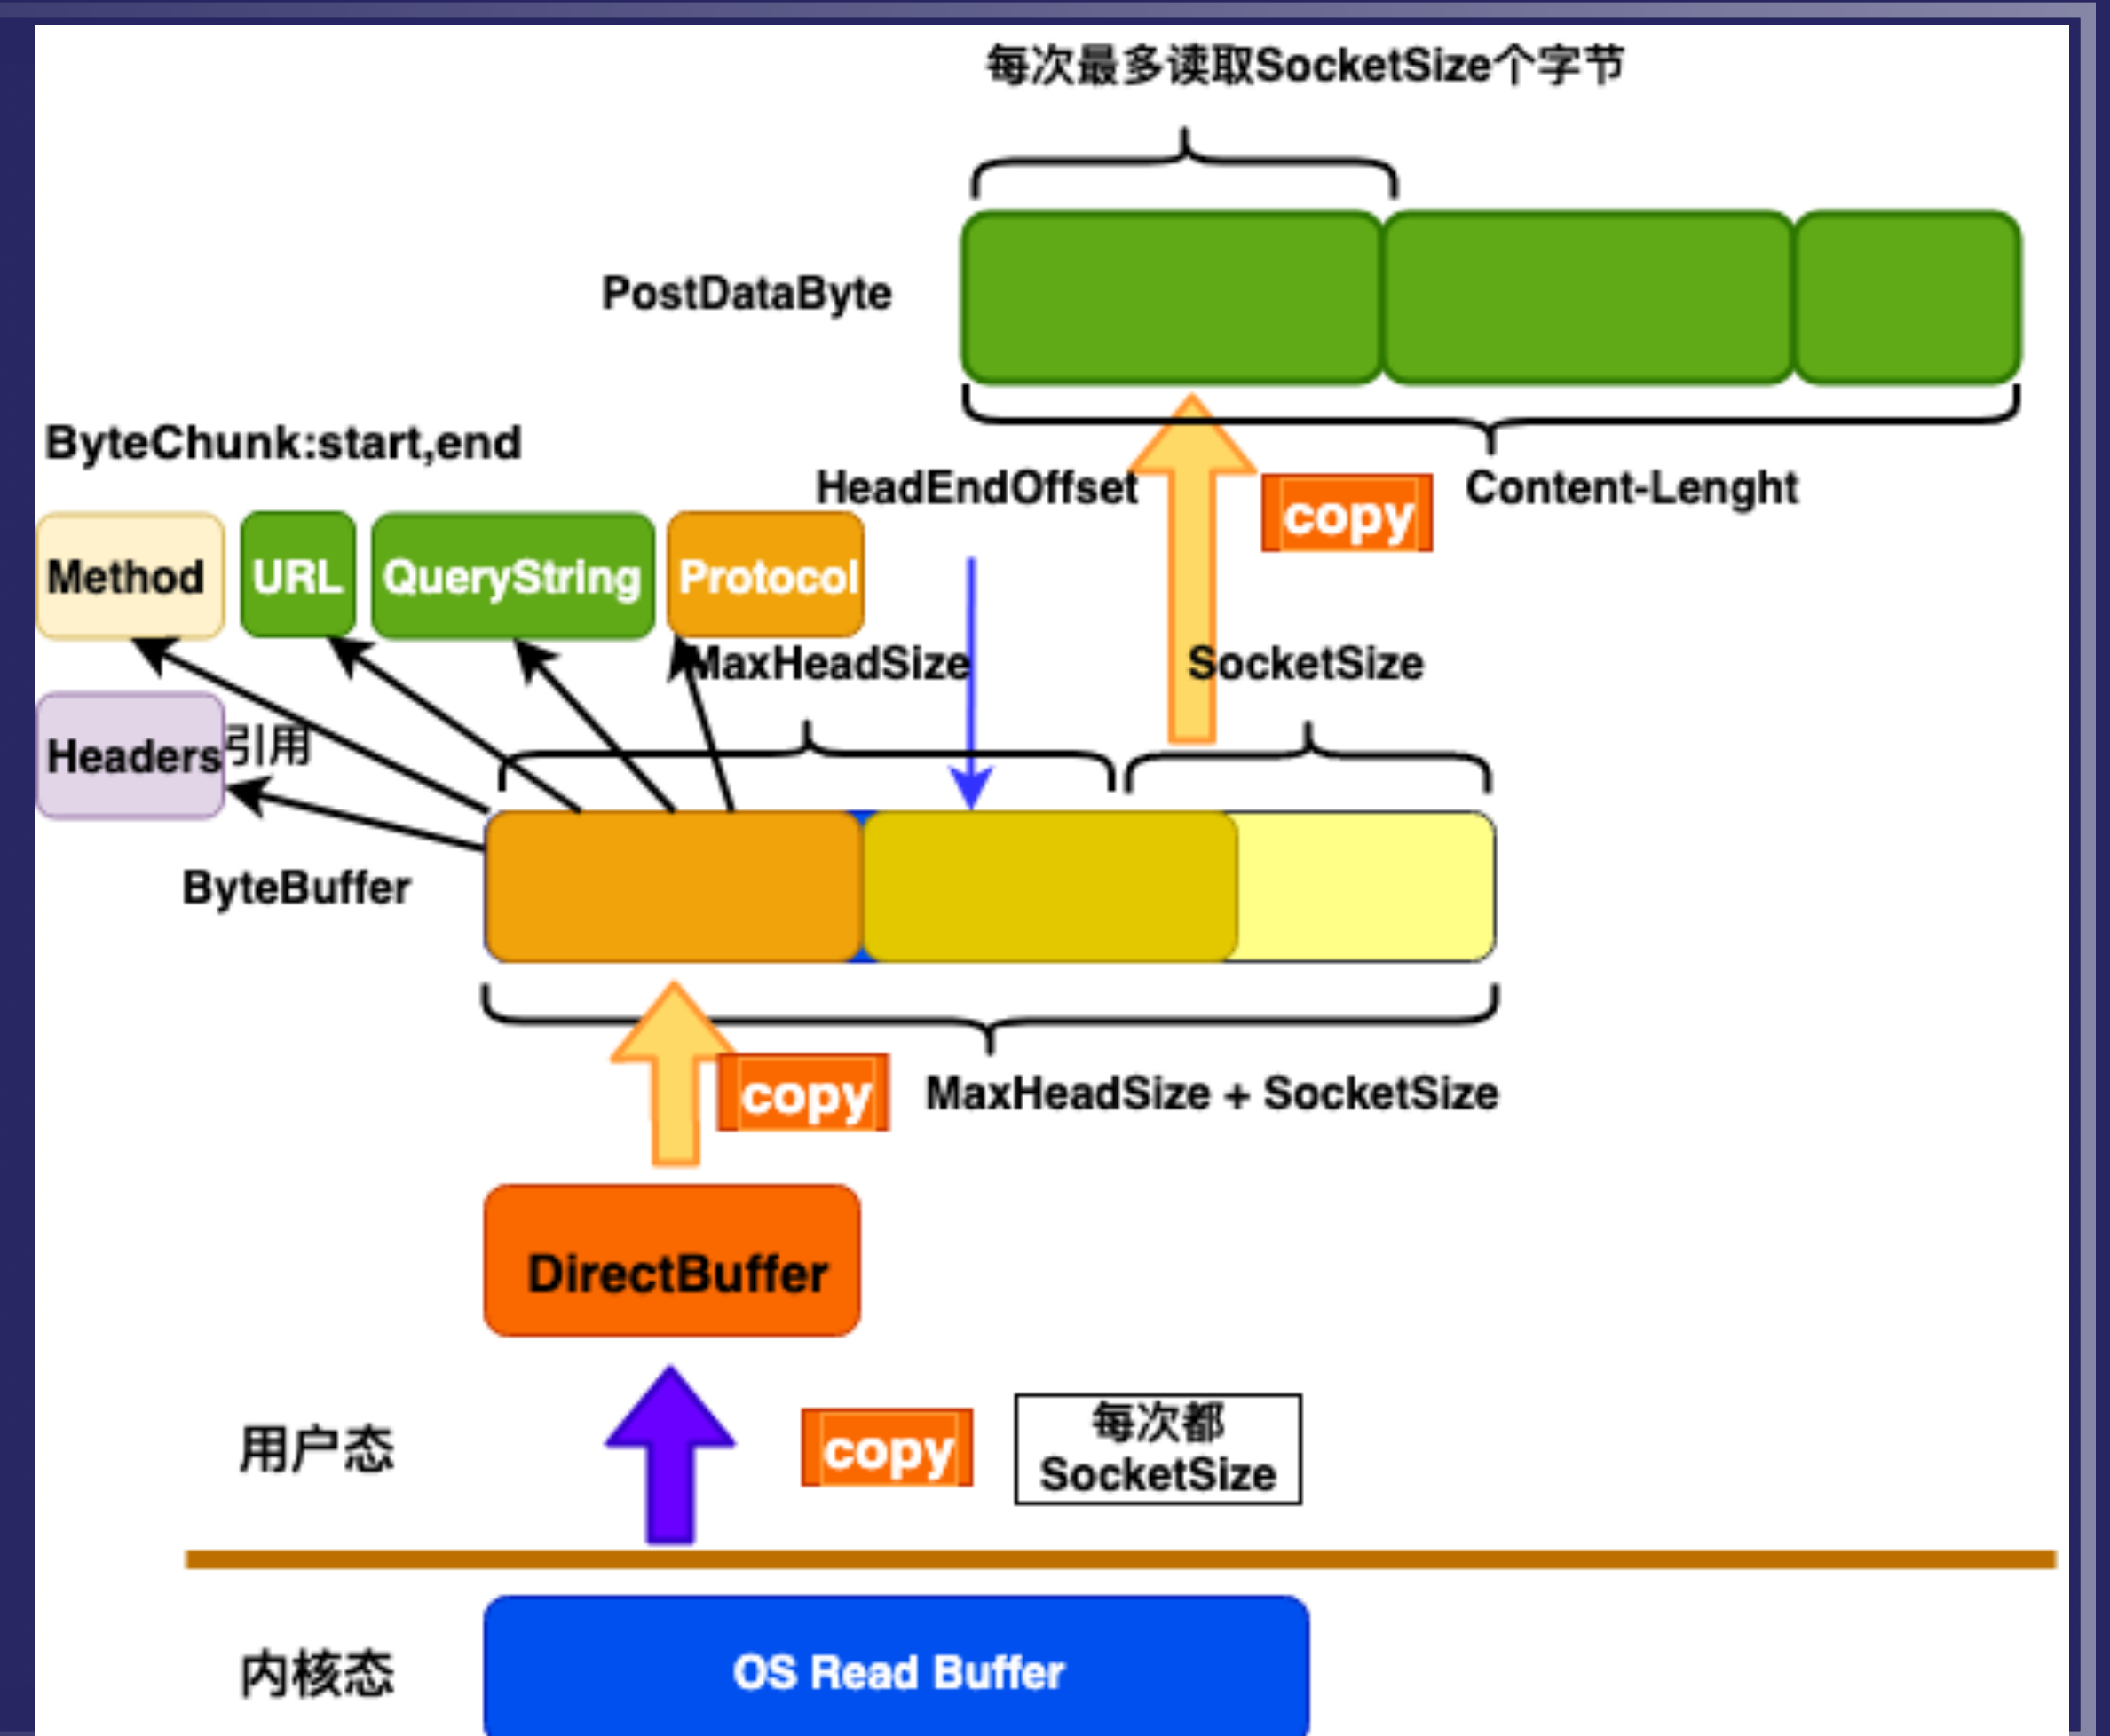 每次最多读取SocketSize个字节
PostDataByte
ByteChunk:start,end
HeadEndOffset
copy
Content-Lenght
Method
URL
QueryString
Protocol
MaxHeadSize
SocketSize
Headers
引用
ByteBuffer
copy
MaxHeadSize + SocketSize
DirectBuffer
用户态
copy
每次都
SocketSize
内核态
OS Read Buffer